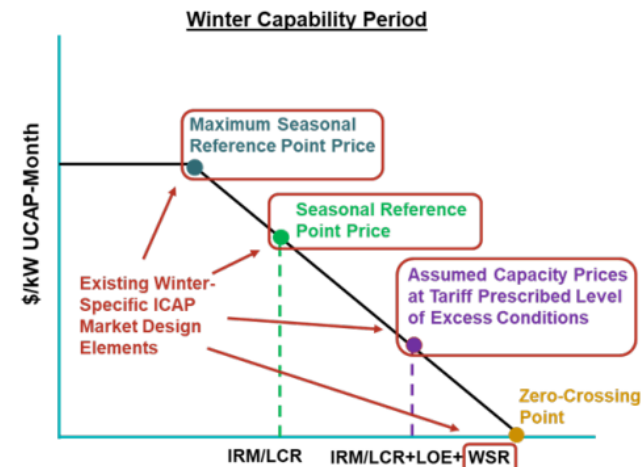 Winter Capability Period
$/kW UCAP-Month
Maximum Seasonal
Reference Point Price
Seasonal Reference
Point Price
Existing Winter-
Specific ICAP
Market Design
Elements
Assumed Capacity Prices
at Tariff Prescribed Level
of Excess Conditions
Zero-Crossing
Point
IRM/LCR
IRM/LCR+LOE+ WSR